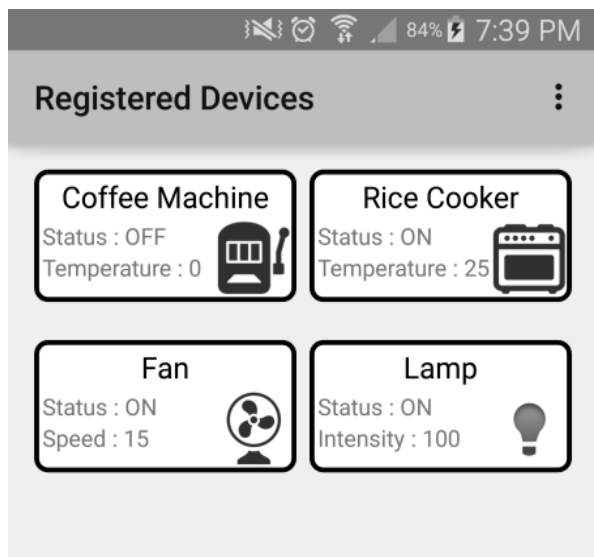 84% 7:39 PM
Registered Devices
Coffee Machine
Status : OFF
Temperature : 0
Rice Cooker
Status : ON
Temperature : 25
Fan
Status : ON
Speed : 15
Lamp
Status : ON
Intensity : 100